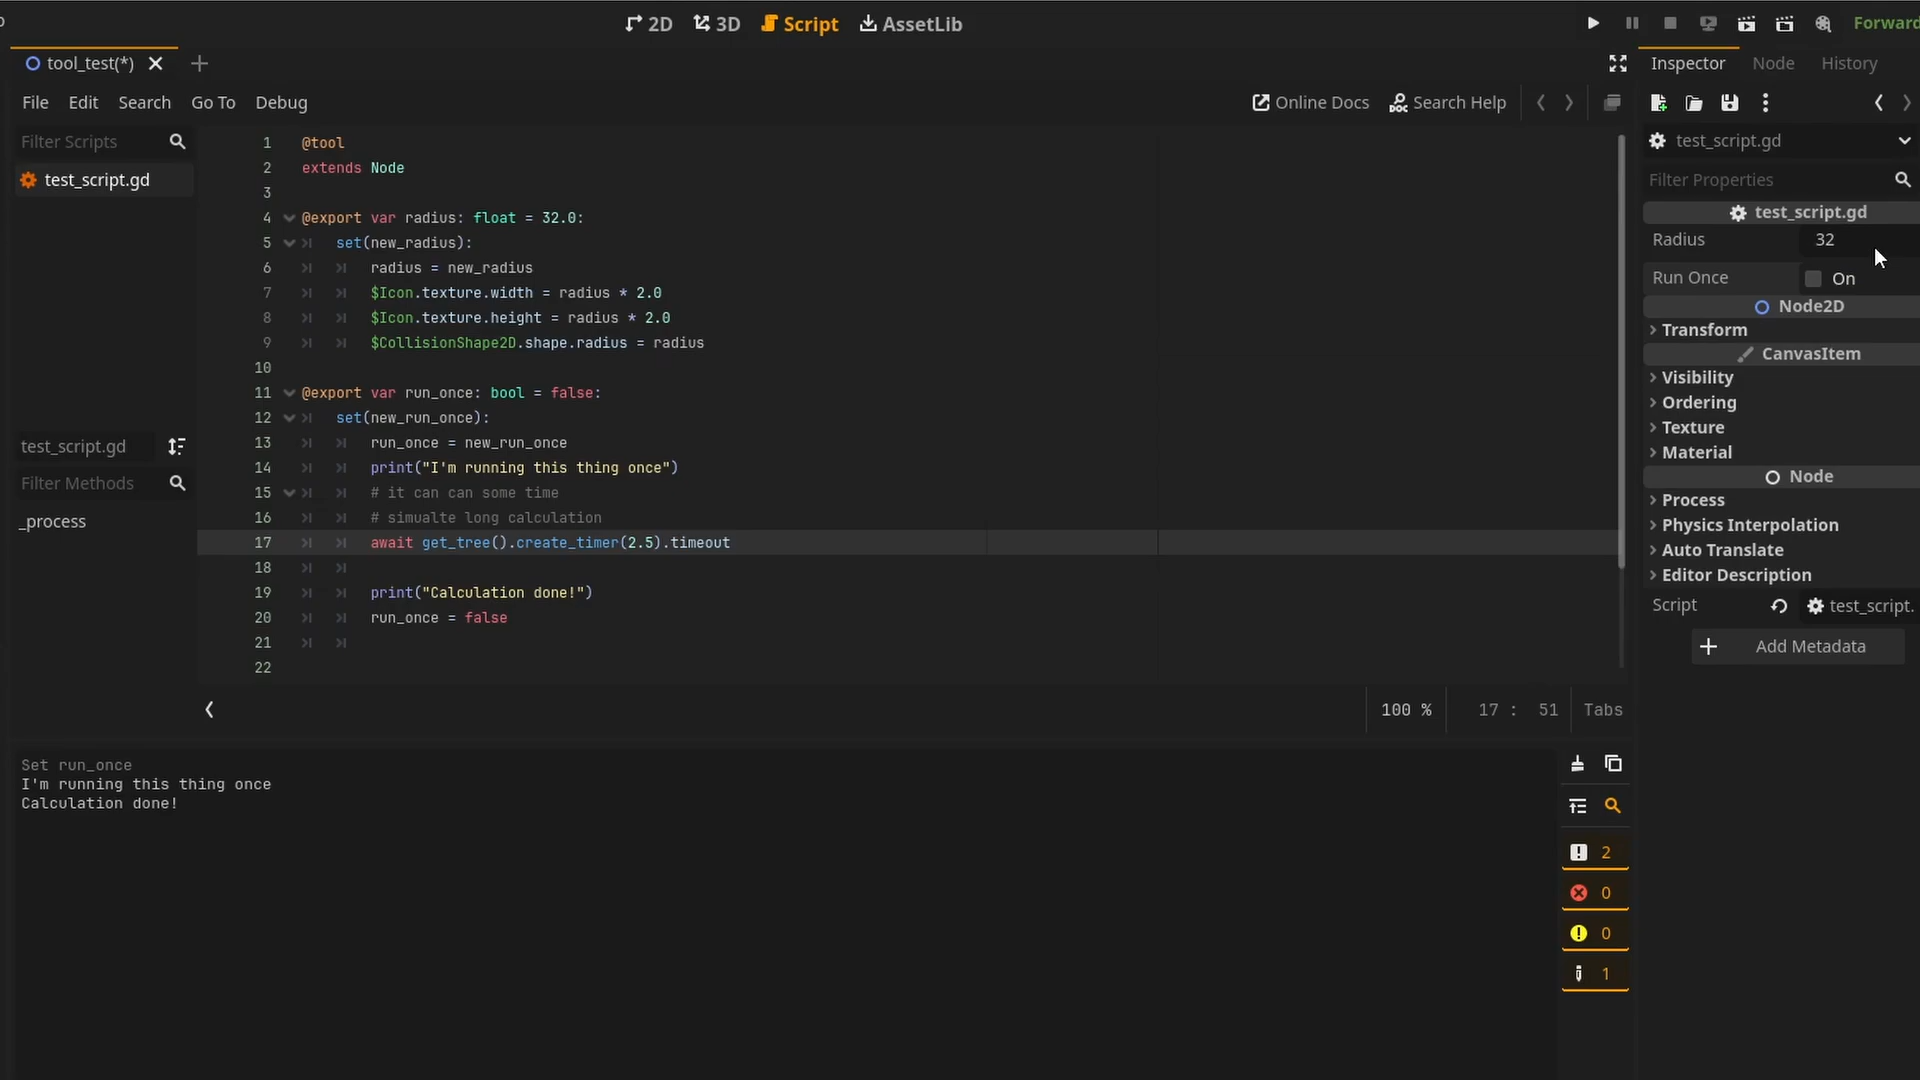 2D 3D Script AssetLib Forward
tool_test(*)
Inspector Node History
File Edit Search Go To Debug
Online Docs Search Help
Filter Scripts
test_script.gd
test_script.gd
Filter Methods
_process
1 @tool
2 extends Node
3
4 @export var radius: float = 32.0:
5 set(new_radius):
6 radius = new_radius
7 $Icon.texture.width = radius * 2.0
8 $Icon.texture.height = radius * 2.0
9 $CollisionShape2D.shape.radius = radius
10
11 @export var run_once: bool = false:
12 set(new_run_once):
13 run_once = new_run_once
14 print("I'm running this thing once")
15 # it can can some time
16 # simualte long calculation
17 await get_tree().create_timer(2.5).timeout
18
19 print("Calculation done!")
20 run_once = false
21
22
100 % 17 : 51 Tabs
Set run_once
I'm running this thing once
Calculation done!
2
0
0
1
test_script.gd
Filter Properties
test_script.gd
Radius 32
Run Once On
Node2D
Transform
CanvasItem
Visibility
Ordering
Texture
Material
Node
Process
Physics Interpolation
Auto Translate
Editor Description
Script test_script.
Add Metadata